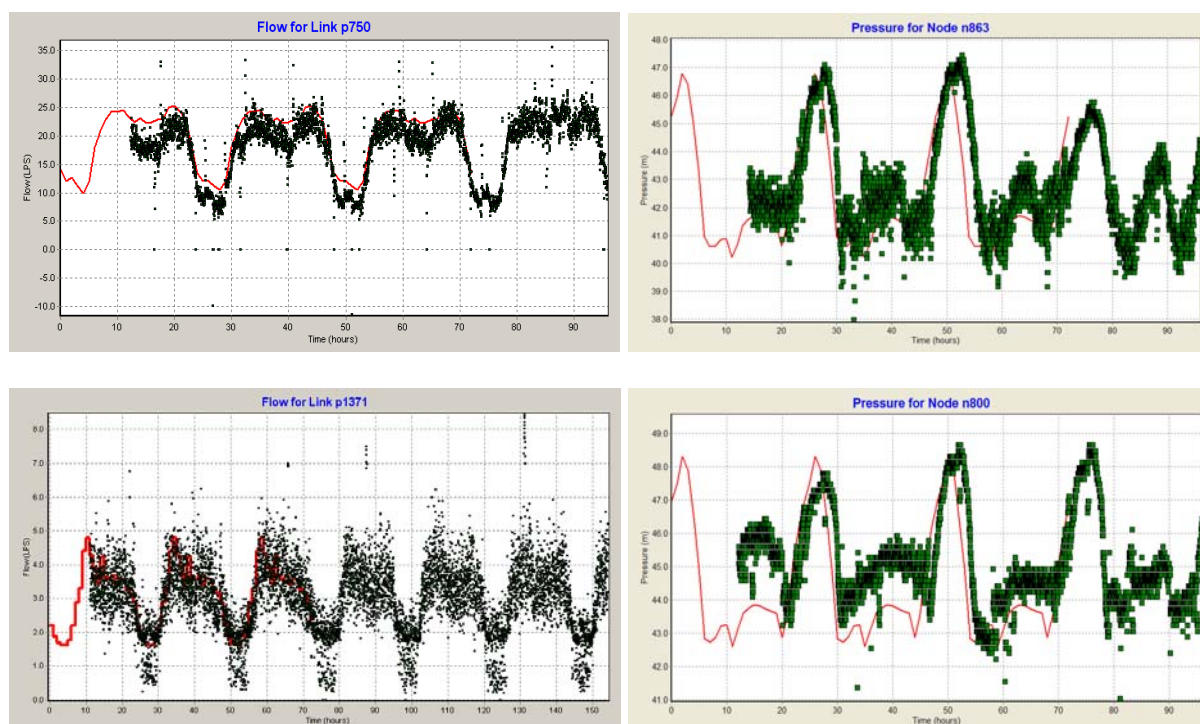 Flow for Link p750
35.0
30.0
25.0
20.0
15.0
10.0
5.0
0.0
-5.0
-10.0
Flow (LPS)
0 10 20 30 40 50 60 70 80 90
Time (hours)
Pressure for Node n863
48.0
47.0
46.0
45.0
44.0
43.0
42.0
41.0
40.0
39.0
38.0
Pressure (m)
0 10 20 30 40 50 60 70 80 90
Time (hours)
Flow for Link p1371
8.0
7.0
6.0
5.0
4.0
3.0
2.0
1.0
0.0
Flow(LPS)
0 10 20 30 40 50 60 70 80 90 100 110 120 130 140 150
Time (hours)
Pressure for Node n800
49.0
48.0
47.0
46.0
45.0
44.0
43.0
42.0
41.0
Pressure (m)
0 10 20 30 40 50 60 70 80 90
Time (hours)